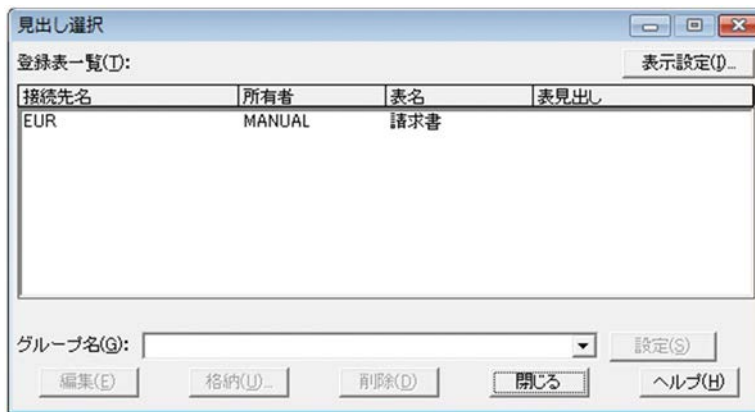 見出し選択
登録表一覧(T):
表示設定(I)...
接続先名 所有者 表名 表見出し
EUR MANUAL 請求書
グループ名(G): 設定(S)
編集(E) 格納(U)... 削除(D) 閉じる ヘルプ(H)